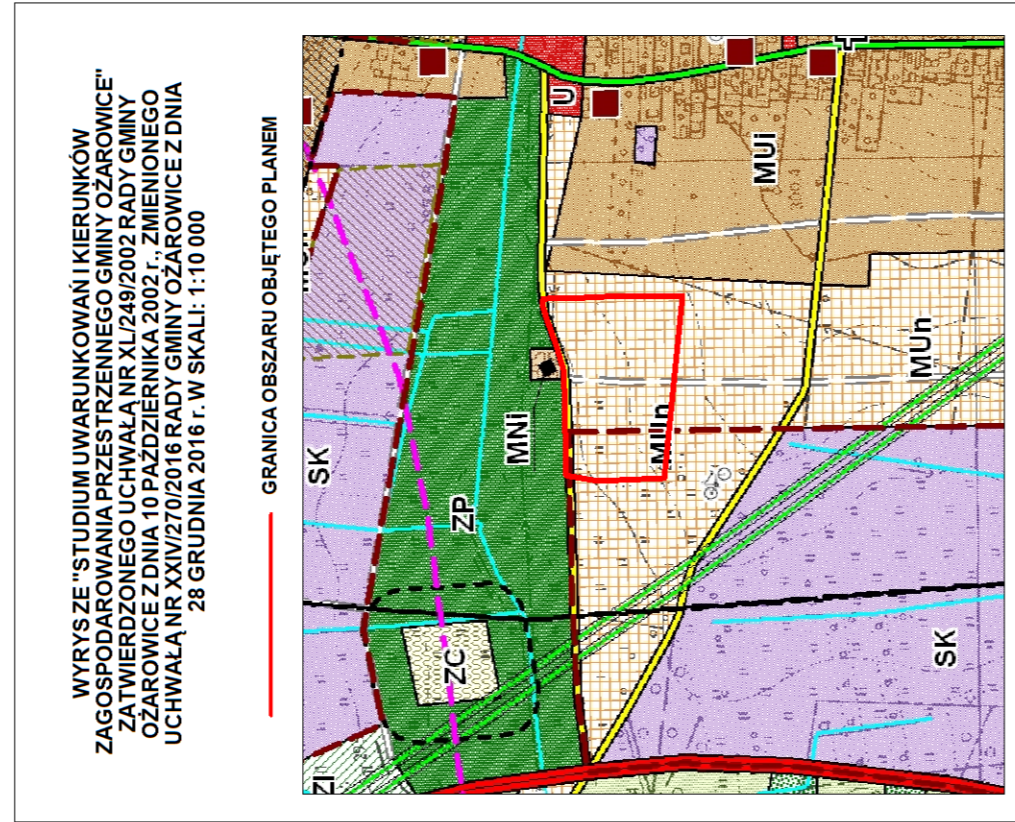 WYRYS ZE "STUDIUM UWARUNKOWAŃ I KIERUNKÓW
ZAGOSPODAROWANIA PRZESTRZENNEGO GMINY OŻAROWICE"
ZATWIERDZONEGO UCHWAŁĄ NR XL/249/2002 RADY GMINY
OŻAROWICE Z DNIA 10 PAŹDZIERNIKA 2002 r., ZMIENIONEGO
UCHWAŁĄ NR XXIV/270/2016 RADY GMINY OŻAROWICE Z DNIA
28 GRUDNIA 2016 r. W SKALI: 1:10 000
GRANICA OBSZARU OBJĘTEGO PLANEM
SK
ZP
MNi
ZC
ZI
U
MUi
MUn
MUn
SK